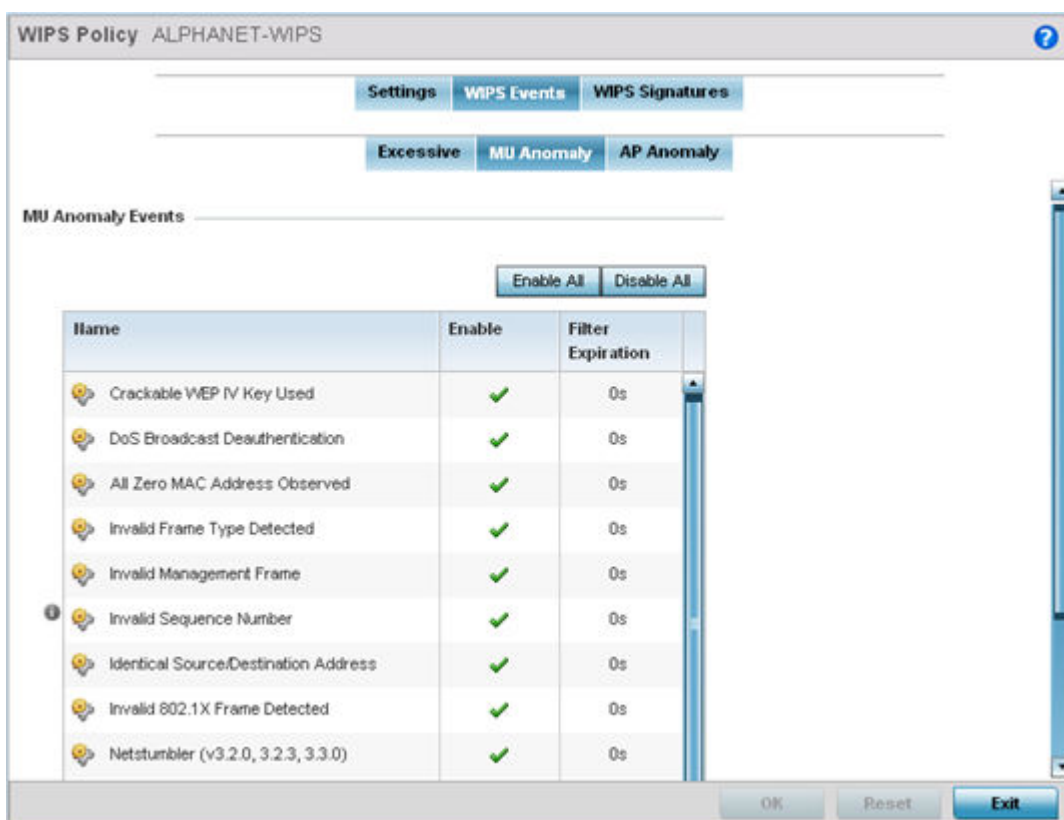 WIPS Policy ALPHANET-WIPS
Settings WIPS Events WIPS Signatures
Excessive MU Anomaly AP Anomaly
MU Anomaly Events
Enable All Disable All
Name Enable Filter Expiration
Crackable WEP IV Key Used 0s
DoS Broadcast Deauthentication 0s
All Zero MAC Address Observed 0s
Invalid Frame Type Detected 0s
Invalid Management Frame 0s
Invalid Sequence Number 0s
Identical Source/Destination Address 0s
Invalid 802.1X Frame Detected 0s
Netstumbler (v3.2.0, 3.2.3, 3.3.0) 0s
OK Reset Exit